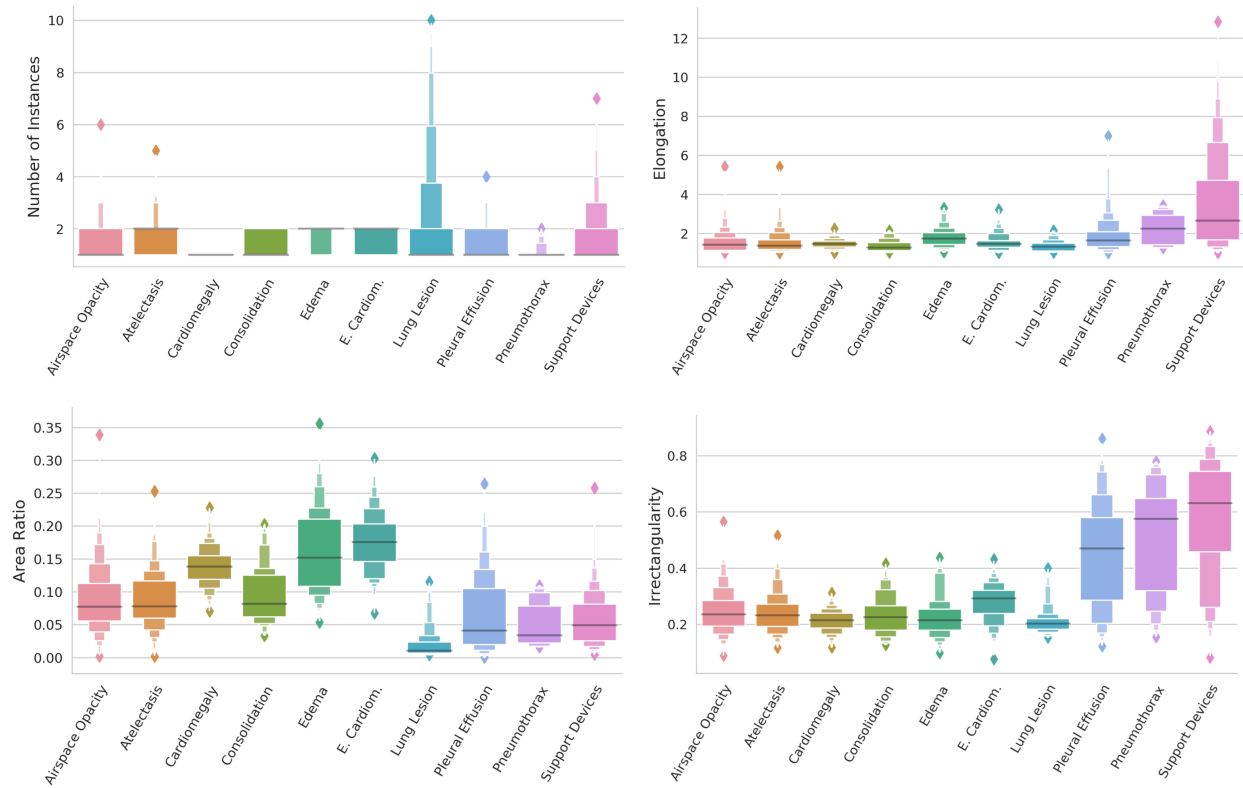 Number of Instances
10
8
6
4
2
Airspace Opacity
Atelectasis
Cardiomegaly
Consolidation
Edema
E. Cardiom.
Lung Lesion
Pleural Effusion
Pneumothorax
Support Devices
Elongation
12
10
8
6
4
2
Airspace Opacity
Atelectasis
Cardiomegaly
Consolidation
Edema
E. Cardiom.
Lung Lesion
Pleural Effusion
Pneumothorax
Support Devices
Area Ratio
0.35
0.30
0.25
0.20
0.15
0.10
0.05
0.00
Airspace Opacity
Atelectasis
Cardiomegaly
Consolidation
Edema
E. Cardiom.
Lung Lesion
Pleural Effusion
Pneumothorax
Support Devices
Irrectangularity
0.8
0.6
0.4
0.2
Airspace Opacity
Atelectasis
Cardiomegaly
Consolidation
Edema
E. Cardiom.
Lung Lesion
Pleural Effusion
Pneumothorax
Support Devices